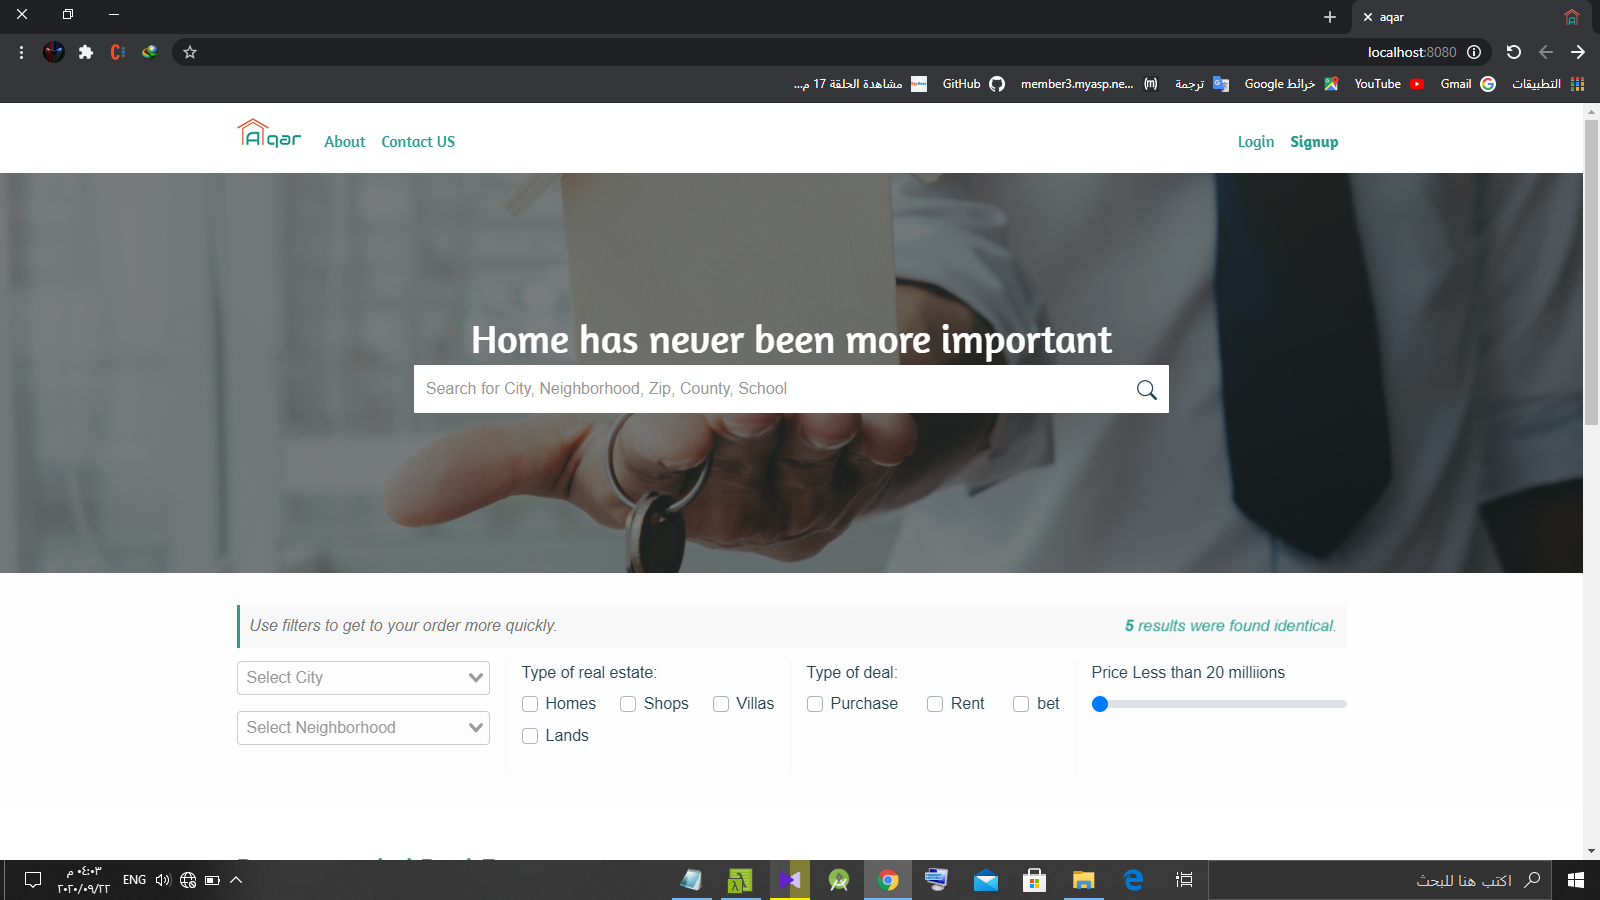 aqar
localhost:8080
التطبيقات
Gmail
YouTube
خرائط Google
ترجمة
member3.myasp.ne...
GitHub
مشاهدة الحلقة 17 م...
Aqar
About
Contact US
Login
Signup
Home has never been more important
Search for City, Neighborhood, Zip, County, School
Use filters to get to your order more quickly.
5 results were found identical.
Select City
Select Neighborhood
Type of real estate:
Homes
Shops
Villas
Lands
Type of deal:
Purchase
Rent
bet
Price Less than 20 milliions
اكتب هنا للبحث
ENG
٠٤:٠٣ م
٢٠٢٠/٠٩/٢٢